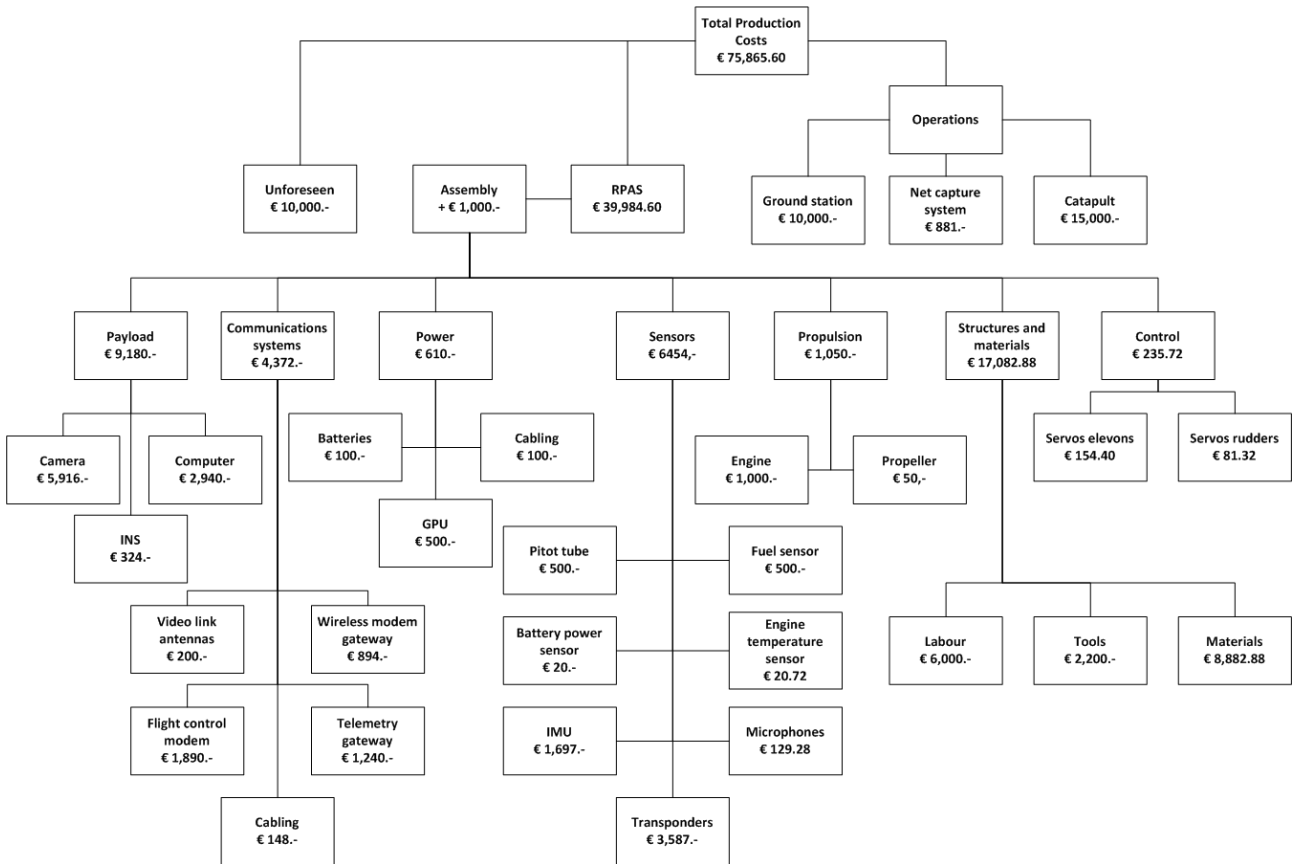 Total Production
Costs
€ 75,865.60
Operations
Unforeseen
€ 10,000.-
Assembly
+ € 1,000.-
RPAS
€ 39,984.60
Ground station
€ 10,000.-
Net capture
system
€ 881.-
Catapult
€ 15,000.-
Payload
€ 9,180.-
Communications
systems
€ 4,372.-
Power
€ 610.-
Sensors
€ 6454,-
Propulsion
€ 1,050.-
Structures and
materials
€ 17,082.88
Control
€ 235.72
Camera
€ 5,916.-
Computer
€ 2,940.-
INS
€ 324.-
Batteries
€ 100.-
Cabling
€ 100.-
GPU
€ 500.-
Engine
€ 1,000.-
Propeller
€ 50,-
Servos elevons
€ 154.40
Servos rudders
€ 81.32
Pitot tube
€ 500.-
Fuel sensor
€ 500.-
Video link
antennas
€ 200.-
Wireless modem
gateway
€ 894.-
Battery power
sensor
€ 20.-
Engine
temperature
sensor
€ 20.72
Labour
€ 6,000.-
Tools
€ 2,200.-
Materials
€ 8,882.88
Flight control
modem
€ 1,890.-
Telemetry
gateway
€ 1,240.-
IMU
€ 1,697.-
Microphones
€ 129.28
Cabling
€ 148.-
Transponders
€ 3,587.-